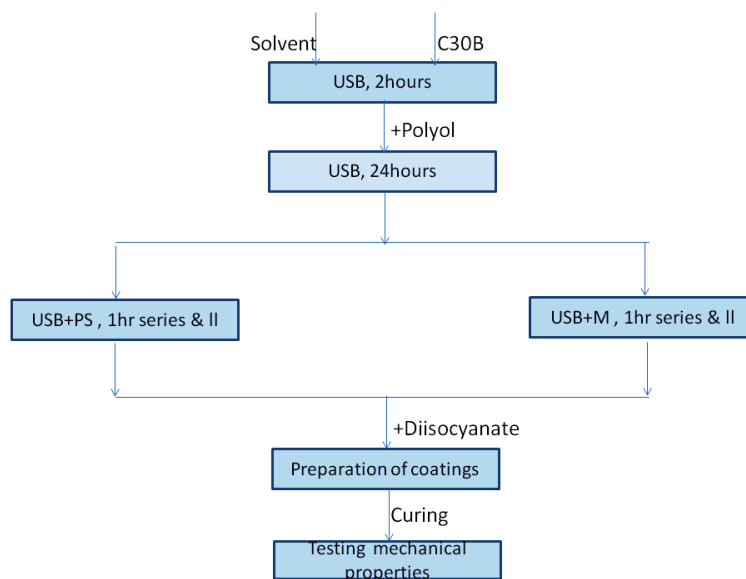 Solvent
C30B
USB, 2hours
+Polyol
USB, 24hours
USB+PS , 1hr series & ll
USB+M , 1hr series & ll
+Diisocyanate
Preparation of coatings
Curing
Testing mechanical
properties